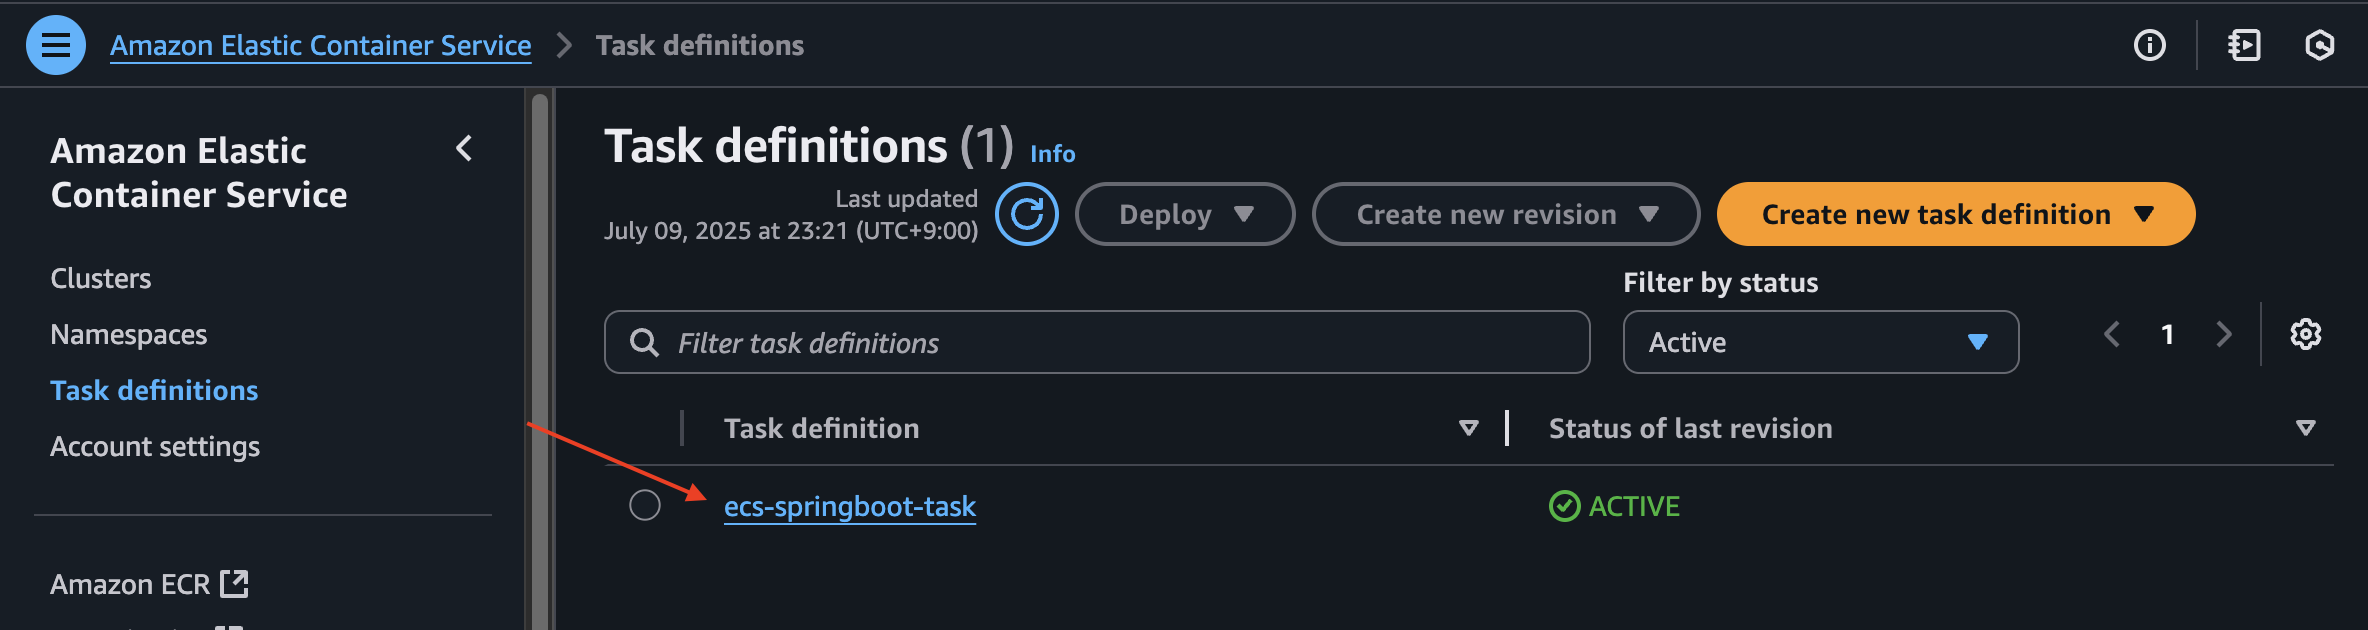 Amazon Elastic Container Service > Task definitions
Amazon Elastic
Container Service
Clusters
Namespaces
Task definitions
Account settings
Amazon ECR
Task definitions (1) Info
Last updated
July 09, 2025 at 23:21 (UTC+9:00)
Deploy
Create new revision
Create new task definition
Filter by status
Filter task definitions
Active
1
Task definition
Status of last revision
ecs-springboot-task
ACTIVE